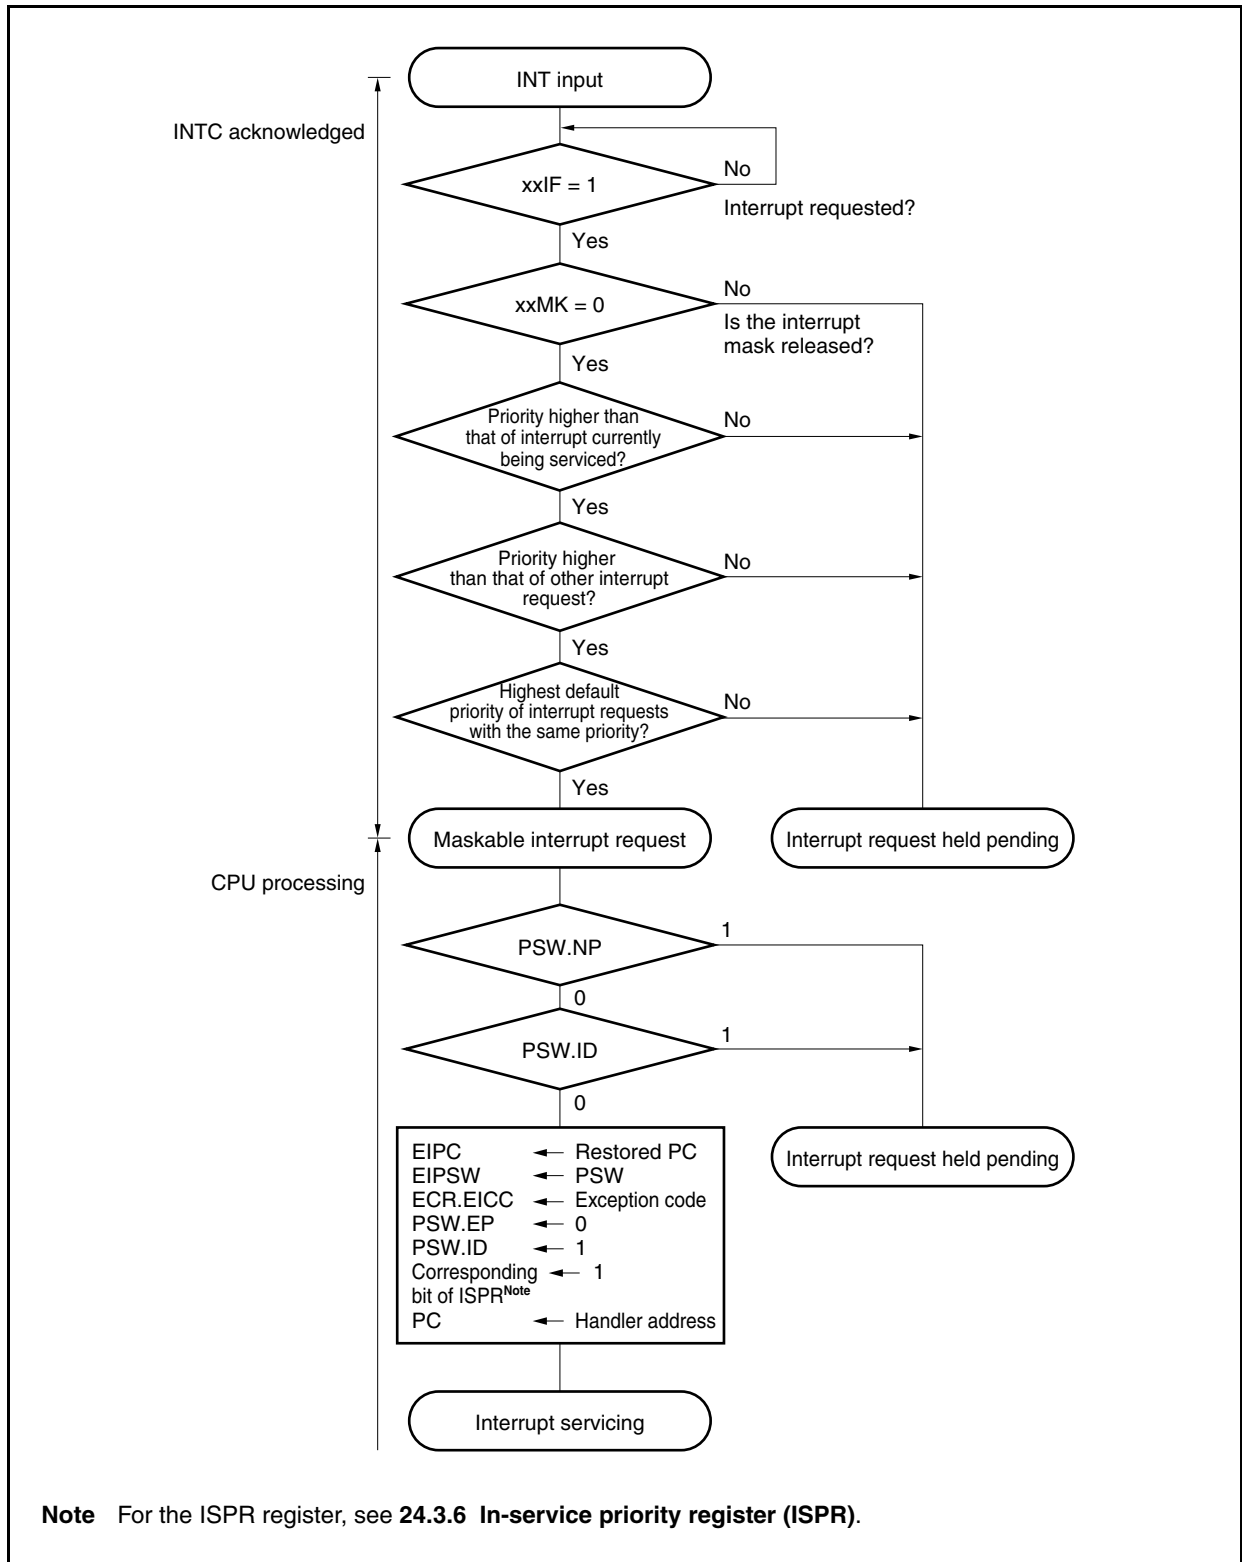 INT input
INTC acknowledged
xxIF = 1
No
Interrupt requested?
Yes
xxMK = 0
No
Is the interrupt
mask released?
Yes
Priority higher than
that of interrupt currently
being serviced?
No
Yes
Priority higher
than that of other interrupt
request?
No
Yes
Highest default
priority of interrupt requests
with the same priority?
No
Yes
Maskable interrupt request
Interrupt request held pending
CPU processing
PSW.NP
1
0
PSW.ID
1
0
EIPC ← Restored PC
EIPSW ← PSW
ECR.EICC ← Exception code
PSW.EP ← 0
PSW.ID ← 1
Corresponding ← 1
bit of ISPRNote
PC ← Handler address
Interrupt request held pending
Interrupt servicing
Note For the ISPR register, see 24.3.6 In-service priority register (ISPR).